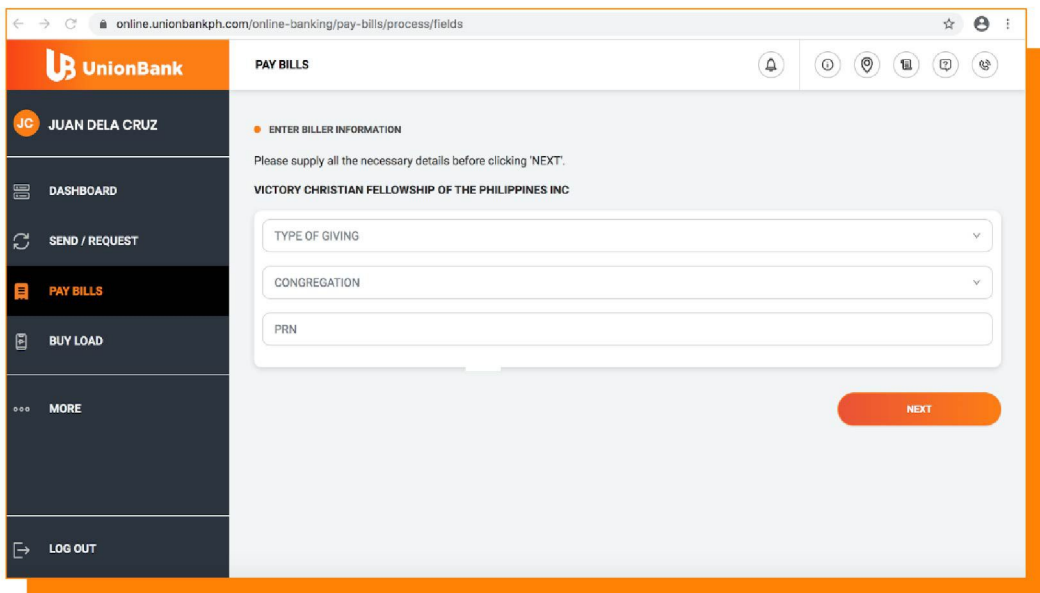 online.unionbankph.com/online-banking/pay-bills/process/fields
UB UnionBank
PAY BILLS
JC JUAN DELA CRUZ
DASHBOARD
SEND / REQUEST
PAY BILLS
BUY LOAD
MORE
LOG OUT
ENTER BILLER INFORMATION
Please supply all the necessary details before clicking 'NEXT'.
VICTORY CHRISTIAN FELLOWSHIP OF THE PHILIPPINES INC
TYPE OF GIVING
CONGREGATION
PRN
NEXT